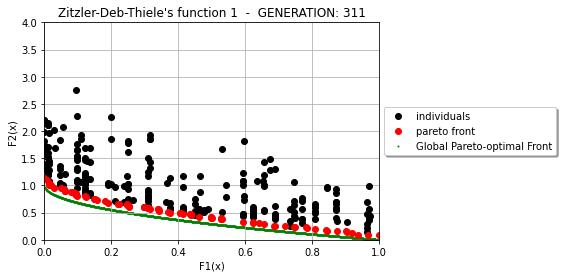 Zitzler-Deb-Thiele's function 1 - GENERATION: 311
4.0
3.5
3.0
2.5
2.0
1.5
1.0
0.5
0.0
F2(x)
0.0 0.2 0.4 0.6 0.8 1.0
F1(x)
individuals
pareto front
Global Pareto-optimal Front